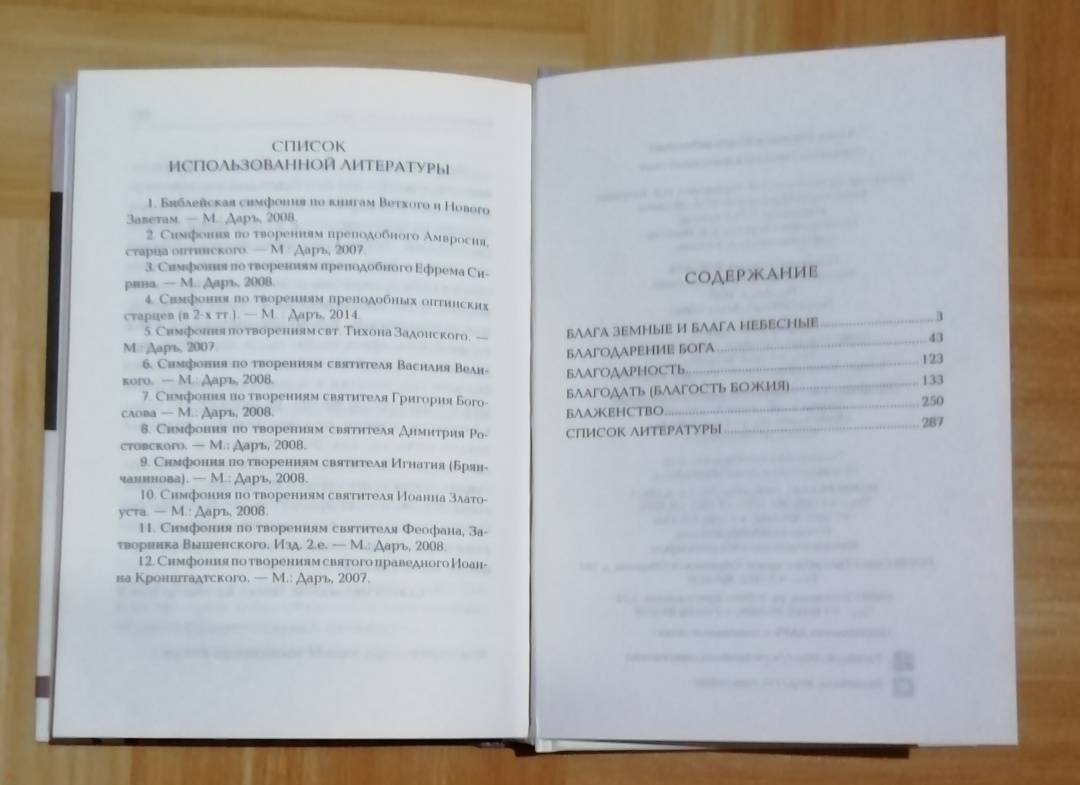 СПИСОК
ИСПОЛЬЗОВАННОЙ ЛИТЕРАТУРЫ
1. Библейская симфония по книгам Ветхого и Нового
Заветам. — М.: Даръ, 2008.
2. Симфония по творениям преподобного Амвросия,
старца оптинского. — М.: Даръ, 2007.
3. Симфония по творениям преподобного Ефрема Си-
рина. — М.: Даръ, 2008.
4. Симфония по творениям преподобных оптинских
старцев (в 2-х тт.). — М.: Даръ, 2014.
5. Симфония по творениям свт. Тихона Задонского. —
М.: Даръ, 2007.
6. Симфония по творениям святителя Василия Вели-
кого. — М.: Даръ, 2008.
7. Симфония по творениям святителя Григория Бого-
слова — М.: Даръ, 2008.
8. Симфония по творениям святителя Димитрия Ро-
стовского. — М.: Даръ, 2008.
9. Симфония по творениям святителя Игнатия (Брян-
чанинова). — М.: Даръ, 2008.
10. Симфония по творениям святителя Иоанна Злато-
уста. — М.: Даръ, 2008.
11. Симфония по творениям святителя Феофана, За-
творника Вышенского. Изд. 2.е. — М.: Даръ, 2008.
12. Симфония по творениям святого праведного Иоан-
на Кронштадтского. — М.: Даръ, 2007.
СОДЕРЖАНИЕ
БЛАГА ЗЕМНЫЕ И БЛАГА НЕБЕСНЫЕ 3
БЛАГОДАРЕНИЕ БОГА 43
БЛАГОДАРНОСТЬ 123
БЛАГОДАТЬ (БЛАГОСТЬ БОЖИЯ) 133
БЛАЖЕНСТВО 250
СПИСОК ЛИТЕРАТУРЫ 287